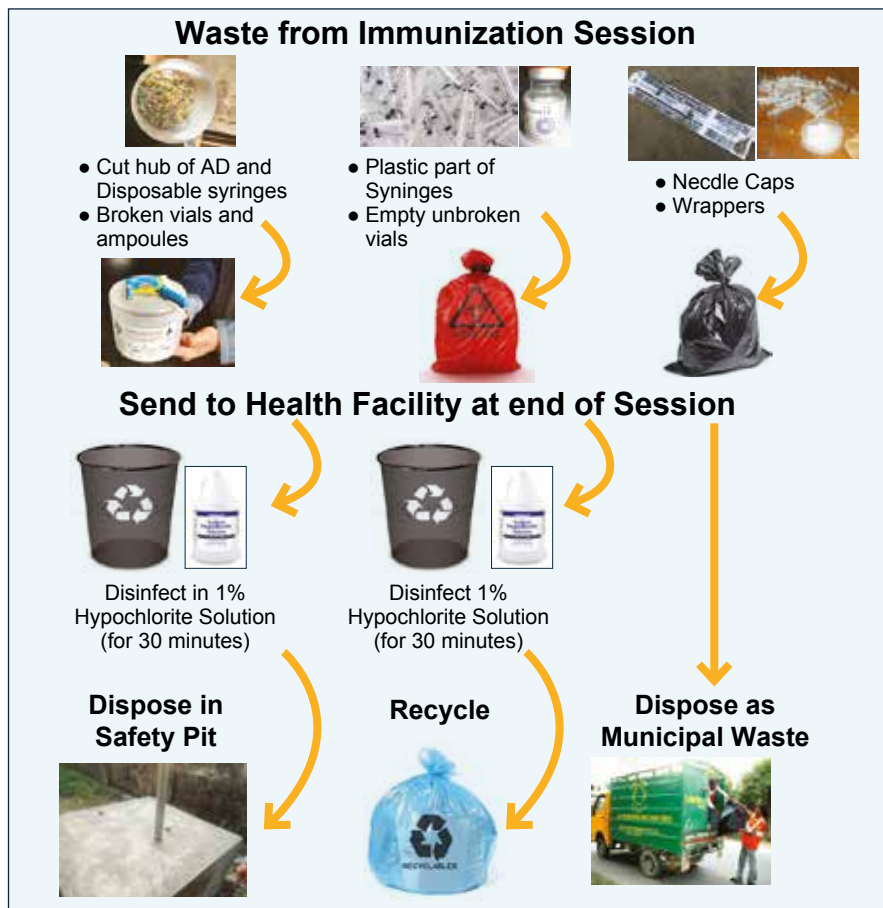 Waste from Immunization Session
● Cut hub of AD and
Disposable syringes
● Broken vials and
ampoules
● Plastic part of
Syninges
● Empty unbroken
vials
● Necdle Caps
● Wrappers
Send to Health Facility at end of Session
Disinfect in 1%
Hypochlorite Solution
(for 30 minutes)
Disinfect 1%
Hypochlorite Solution
(for 30 minutes)
Dispose in
Safety Pit
Recycle
RECYCLABLES
Dispose as
Municipal Waste